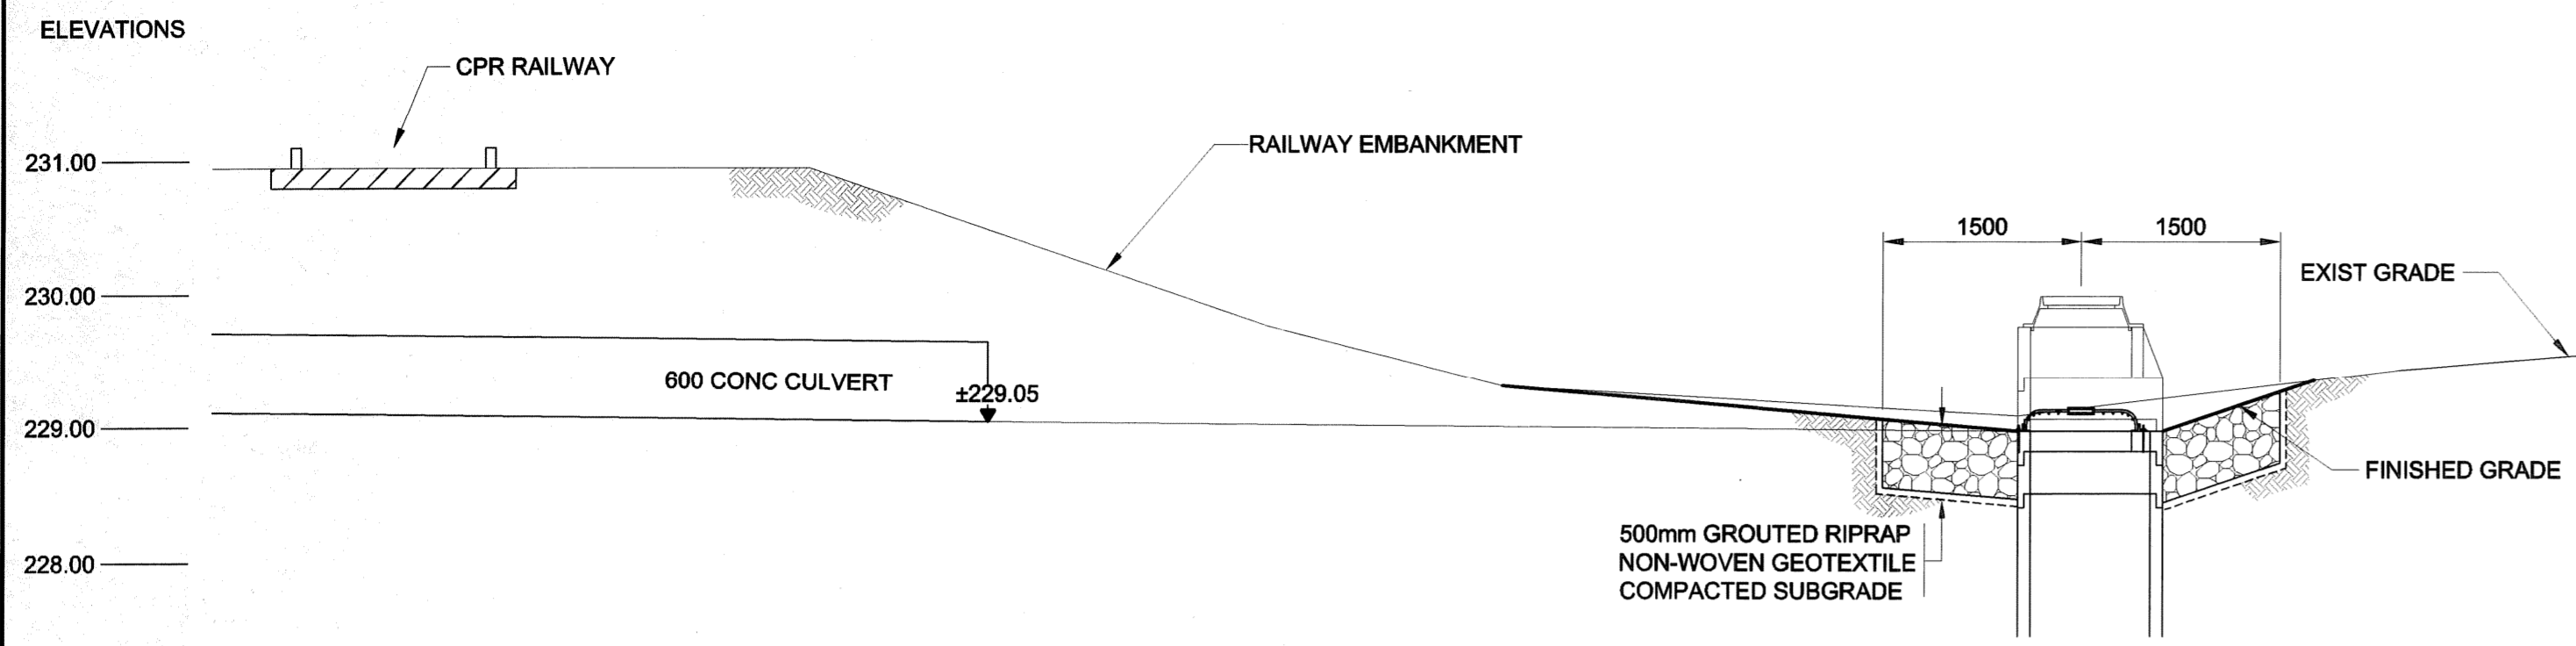 ELEVATIONS
CPR RAILWAY
RAILWAY EMBANKMENT
231.00
1500
1500
EXIST GRADE
230.00
600 CONC CULVERT
±229.05
229.00
FINISHED GRADE
500mm GROUTED RIPRAP
NON-WOVEN GEOTEXTILE
COMPACTED SUBGRADE
228.00